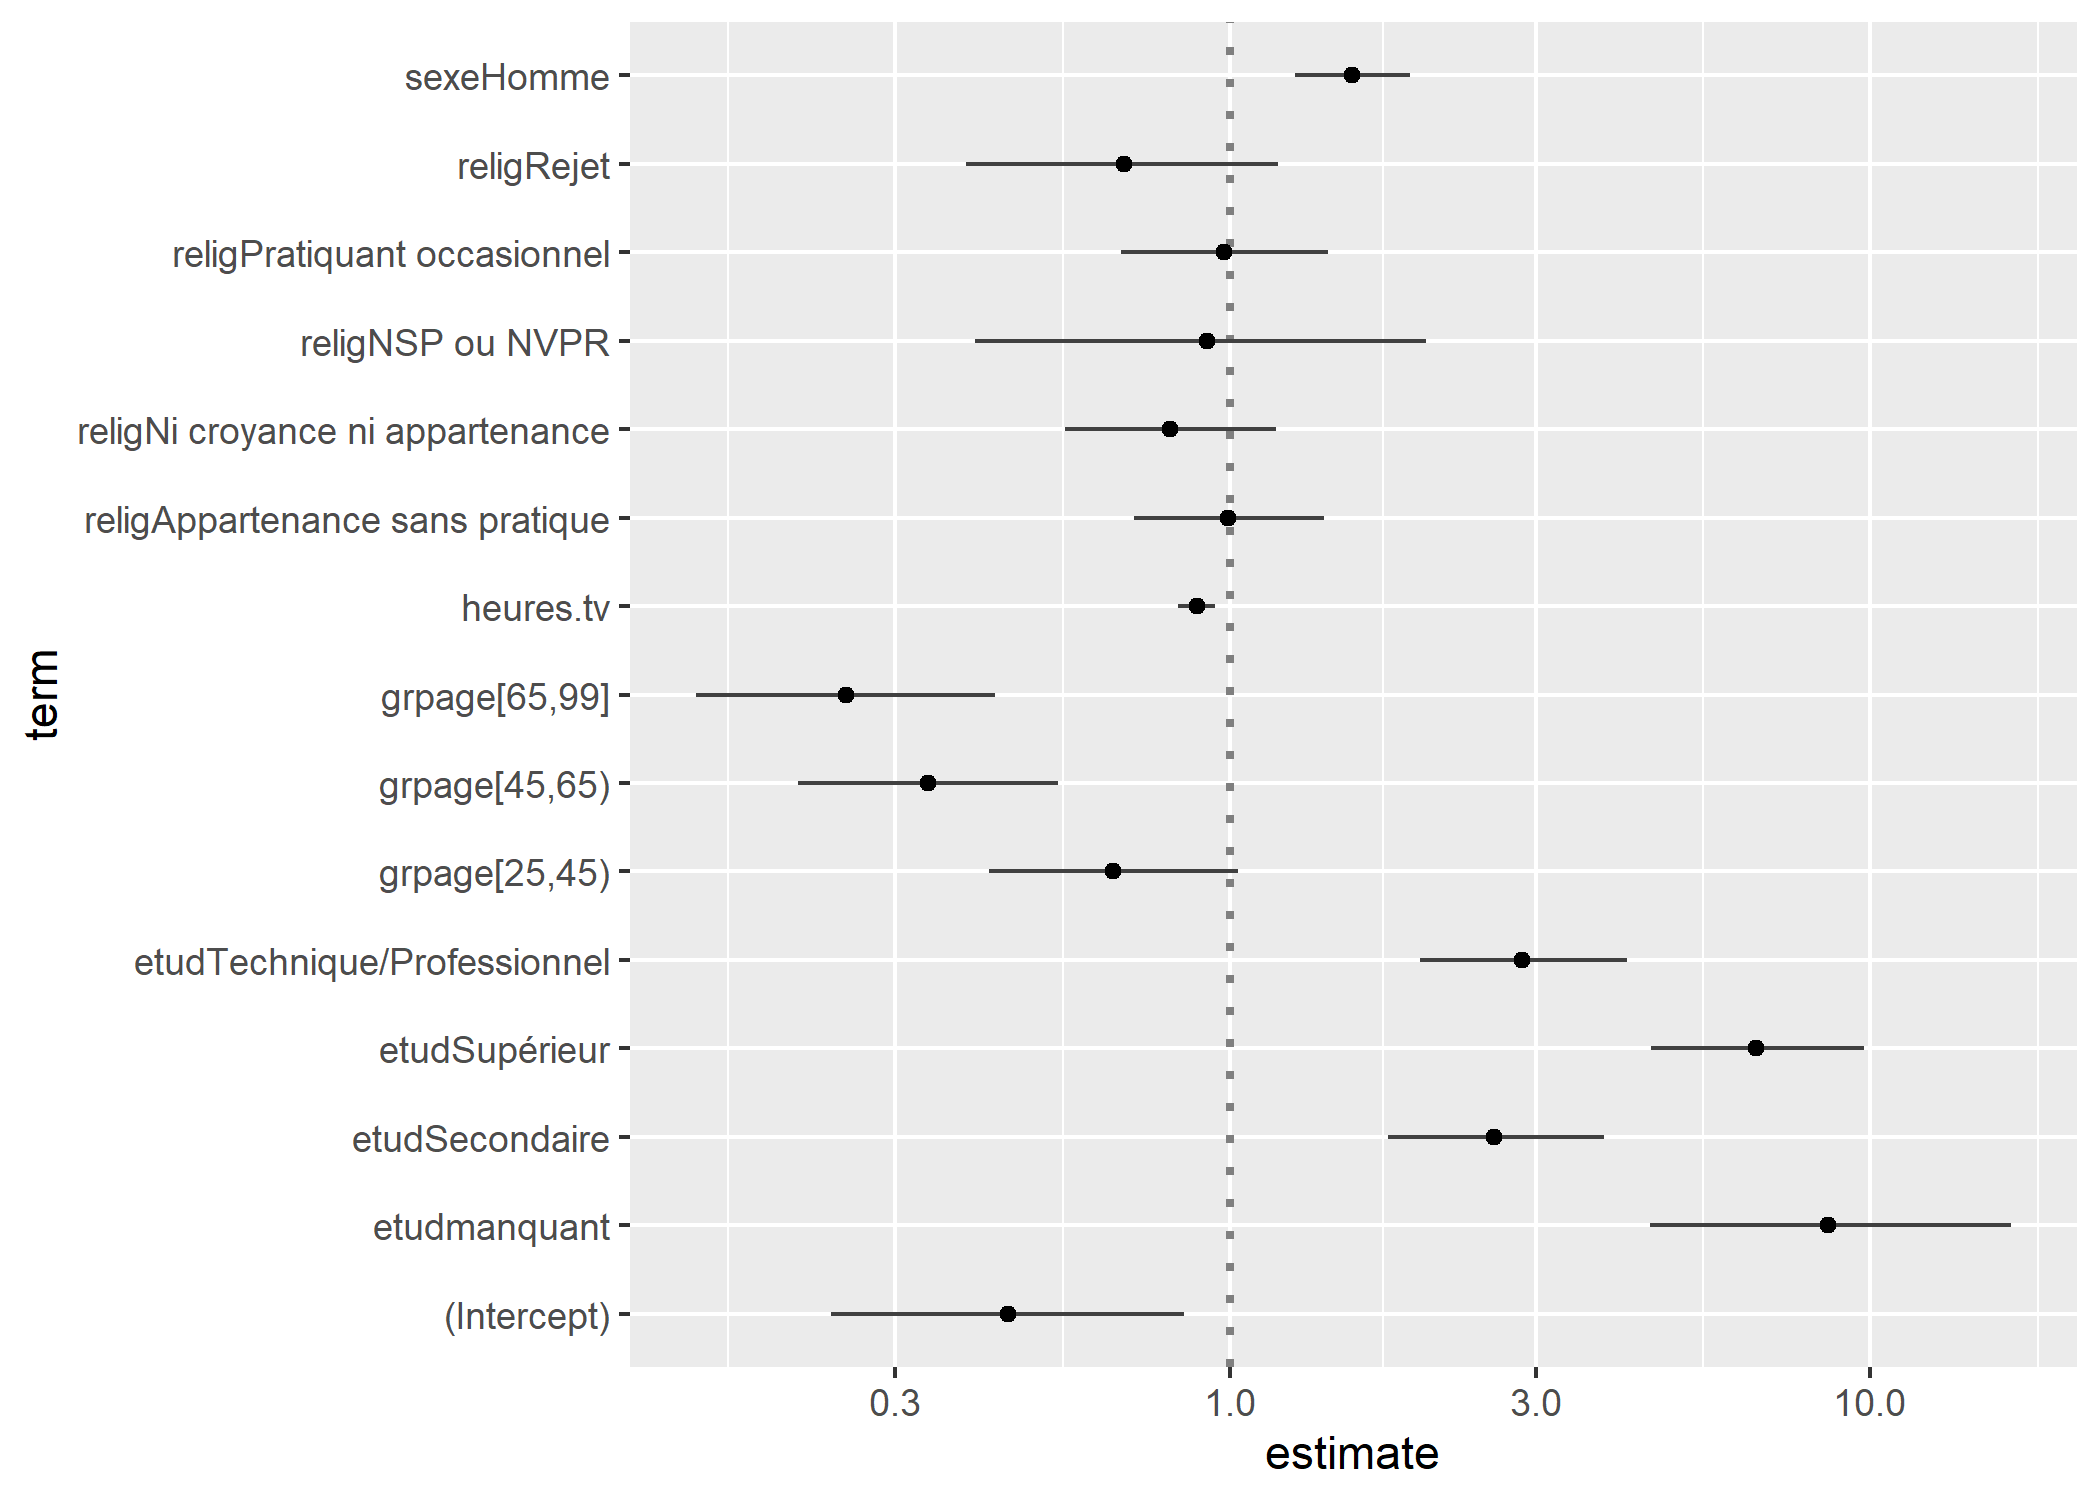 sexeHomme
religRejet
religPratiquant occasionnel
religNSP ou NVPR
religNi croyance ni appartenance
religAppartenance sans pratique
heures.tv
grpage[65,99]
grpage[45,65)
grpage[25,45)
etudTechnique/Professionnel
etudSupérieur
etudSecondaire
etudmanquant
(Intercept)
term
0.3 1.0 3.0 10.0
estimate